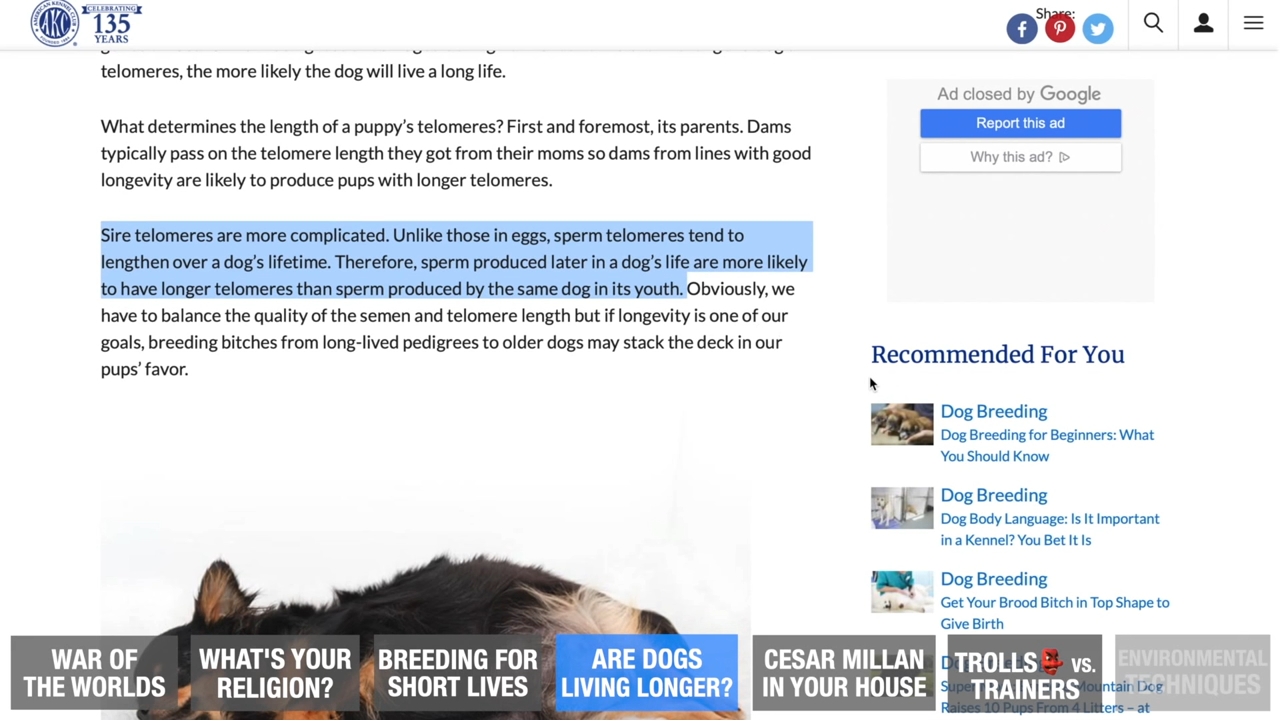 AMERICAN KENNEL CLUB
AKC
CELEBRATING
135
YEARS
Share:
telomeres, the more likely the dog will live a long life.
What determines the length of a puppy's telomeres? First and foremost, its parents. Dams
typically pass on the telomere length they got from their moms so dams from lines with good
longevity are likely to produce pups with longer telomeres.
Sire telomeres are more complicated. Unlike those in eggs, sperm telomeres tend to
lengthen over a dog's lifetime. Therefore, sperm produced later in a dog's life are more likely
to have longer telomeres than sperm produced by the same dog in its youth. Obviously, we
have to balance the quality of the semen and telomere length but if longevity is one of our
goals, breeding bitches from long-lived pedigrees to older dogs may stack the deck in our
pups' favor.
Ad closed by Google
Report this ad
Why this ad?
Recommended For You
Dog Breeding
Dog Breeding for Beginners: What
You Should Know
Dog Breeding
Dog Body Language: Is It Important
in a Kennel? You Bet It Is
Dog Breeding
Get Your Brood Bitch in Top Shape to
Give Birth
Mountain Dog
Raises 10 Pups From 4 Litters – at
WAR OF
THE WORLDS
WHAT'S YOUR
RELIGION?
BREEDING FOR
SHORT LIVES
ARE DOGS
LIVING LONGER?
CESAR MILLAN
IN YOUR HOUSE
TROLLS VS.
TRAINERS
ENVIRONMENTAL
TECHNIQUES